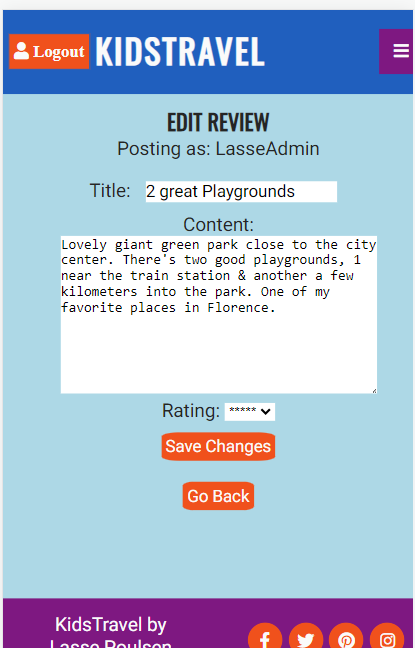 Logout KIDSTRAVEL
EDIT REVIEW
Posting as: LasseAdmin
Title: 2 great Playgrounds
Content:
Lovely giant green park close to the city
center. There's two good playgrounds, 1
near the train station & another a few
kilometers into the park. One of my
favorite places in Florence.
Rating: *****
Save Changes
Go Back
KidsTravel by
Lasse Poulsen